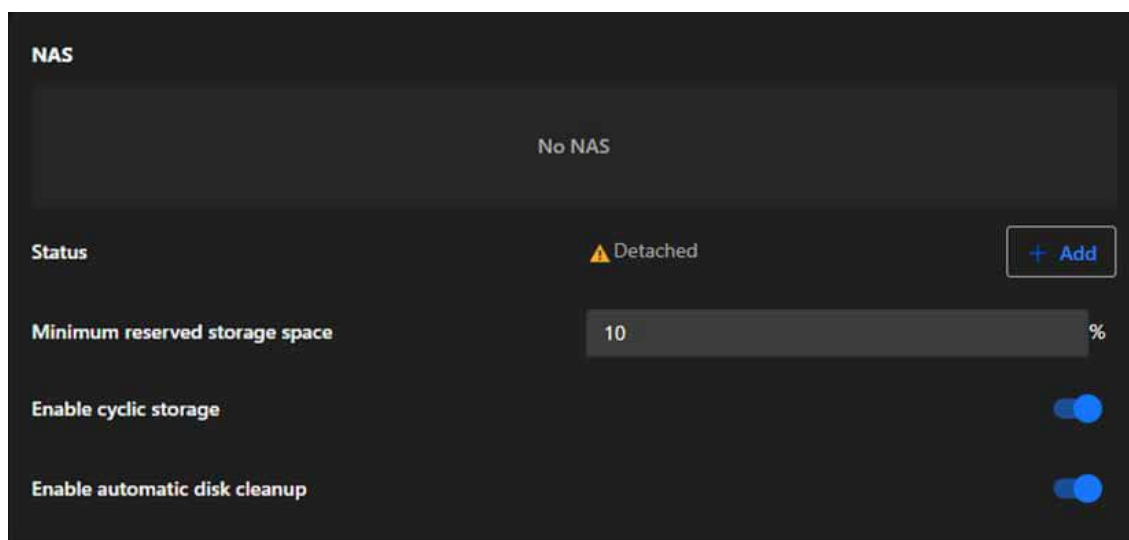 NAS
No NAS
Status Detached + Add
Minimum reserved storage space 10 %
Enable cyclic storage
Enable automatic disk cleanup